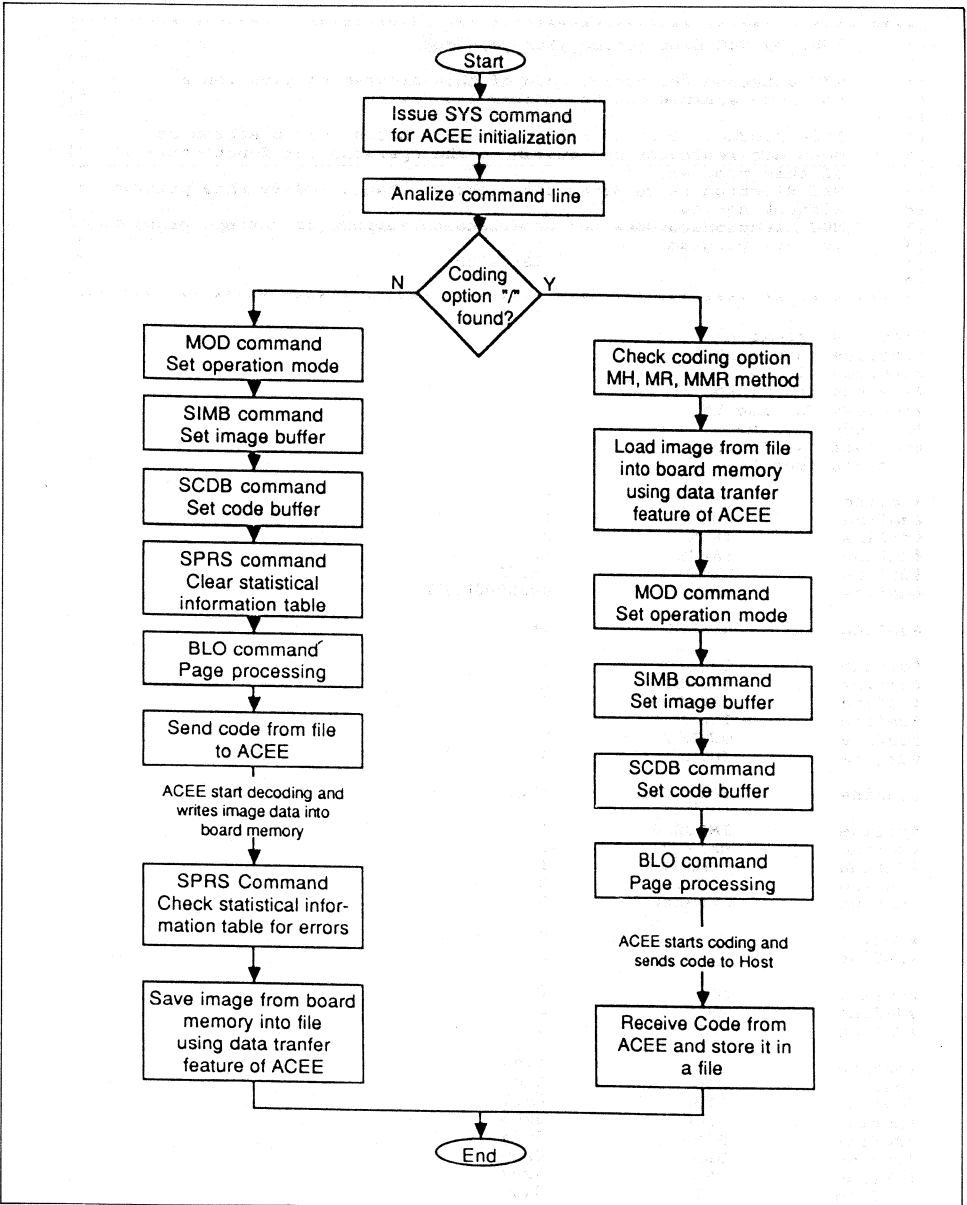 Start
Issue SYS command
for ACEE initialization
Analize command line
Coding
option "/"
found?
N
Y
MOD command
Set operation mode
SIMB command
Set image buffer
SCDB command
Set code buffer
SPRS command
Clear statistical
information table
BLO command
Page processing
Send code from file
to ACEE
ACEE start decoding and
writes image data into
board memory
SPRS Command
Check statistical infor-
mation table for errors
Save image from board
memory into file
using data tranfer
feature of ACEE
Check coding option
MH, MR, MMR method
Load image from file
into board memory
using data tranfer
feature of ACEE
MOD command
Set operation mode
SIMB command
Set image buffer
SCDB command
Set code buffer
BLO command
Page processing
ACEE starts coding and
sends code to Host
Receive Code from
ACEE and store it in
a file
End